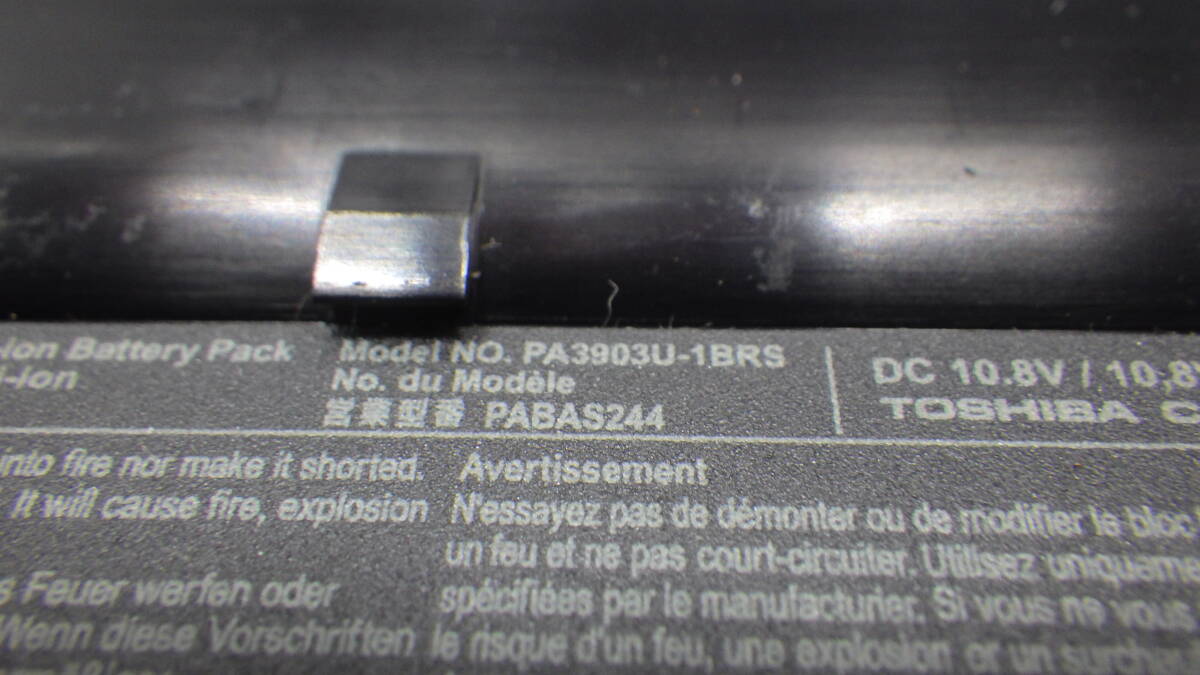 -Ion Battery Pack
i-Ion
Model NO. PA3903U-1BRS
No. du Modèle
営業型番 PABAS244
DC 10.8V / 10,8V
TOSHIBA C
into fire nor make it shorted.
It will cause fire, explosion
s Feuer werfen oder
Wenn diese Vorschriften
Avertissement
N'essayez pas de démonter ou de modifier le bloc
un feu et ne pas court-circuiter. Utilisez uniqueme
spécifiées par le manufacturier. Si vous ne vous
le risque d'un feu, une explosion or un surchar